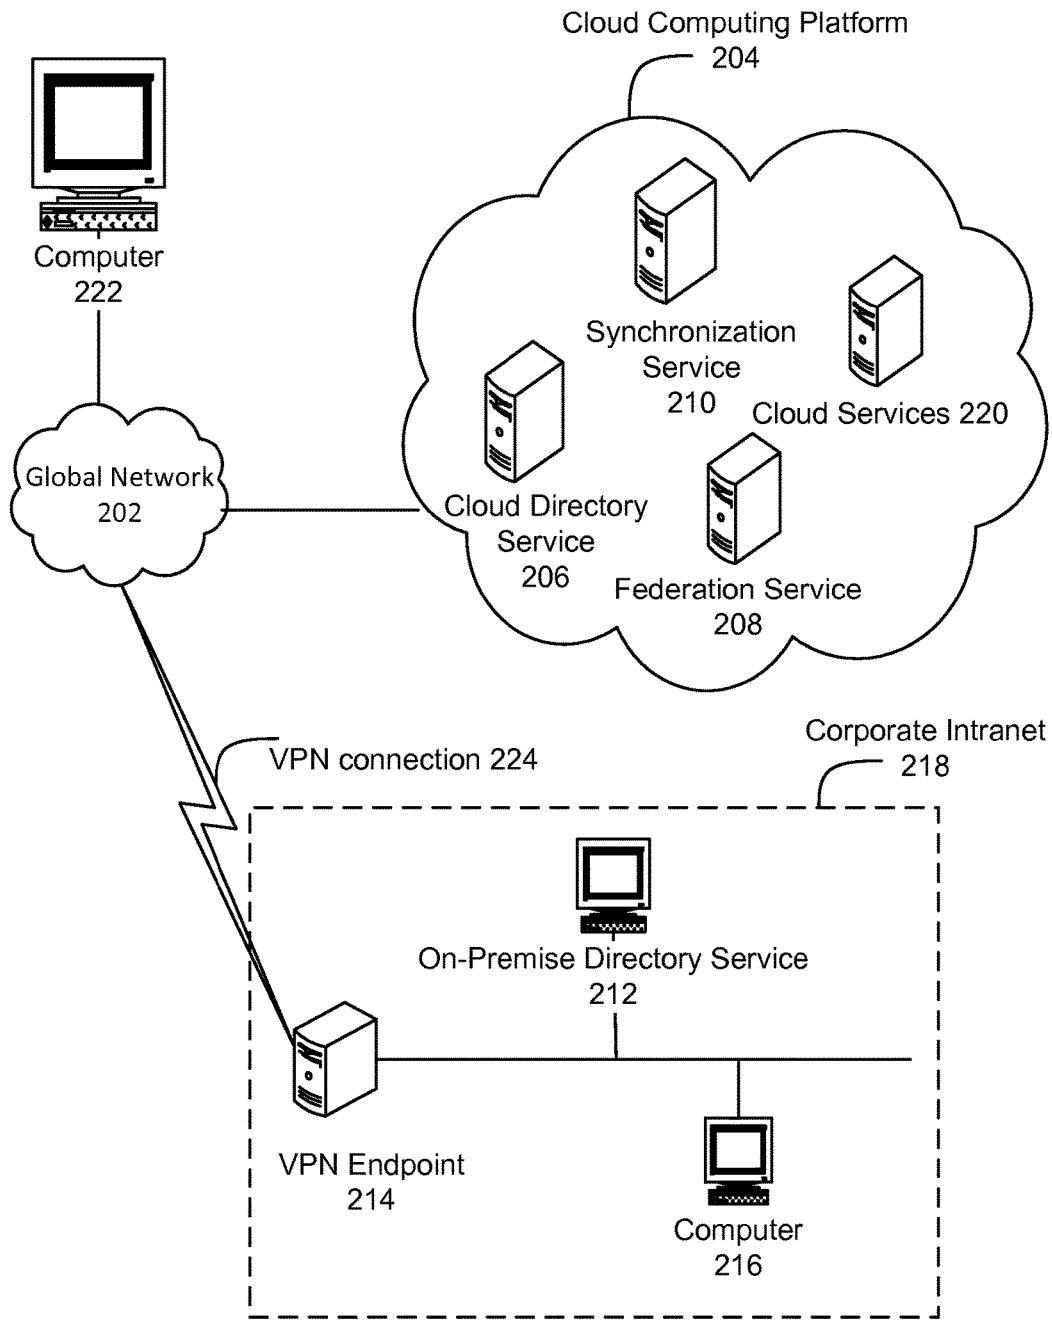 Cloud Computing Platform
204
Computer
222
Synchronization
Service
210
Cloud Services 220
Global Network
202
Cloud Directory
Service
206
Federation Service
208
Corporate Intranet
218
VPN connection 224
On-Premise Directory Service
212
VPN Endpoint
214
Computer
216